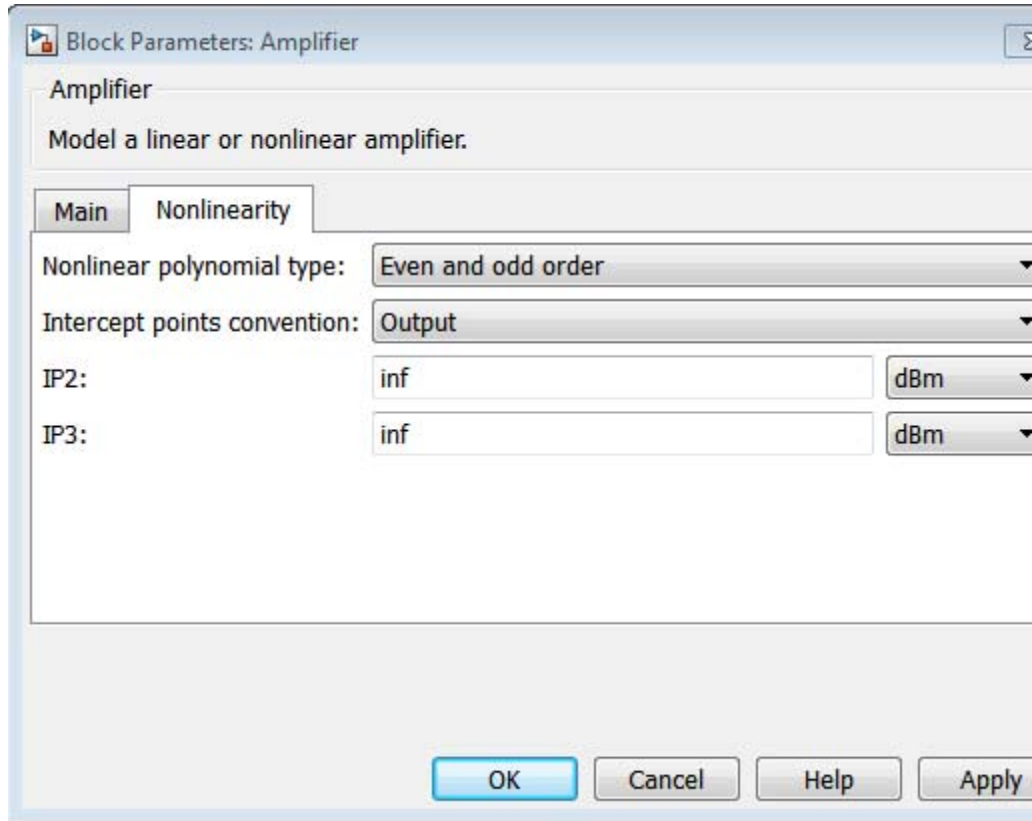 Block Parameters: Amplifier
Amplifier
Model a linear or nonlinear amplifier.
Main Nonlinearity
Nonlinear polynomial type: Even and odd order
Intercept points convention: Output
IP2: inf dBm
IP3: inf dBm
OK Cancel Help Apply